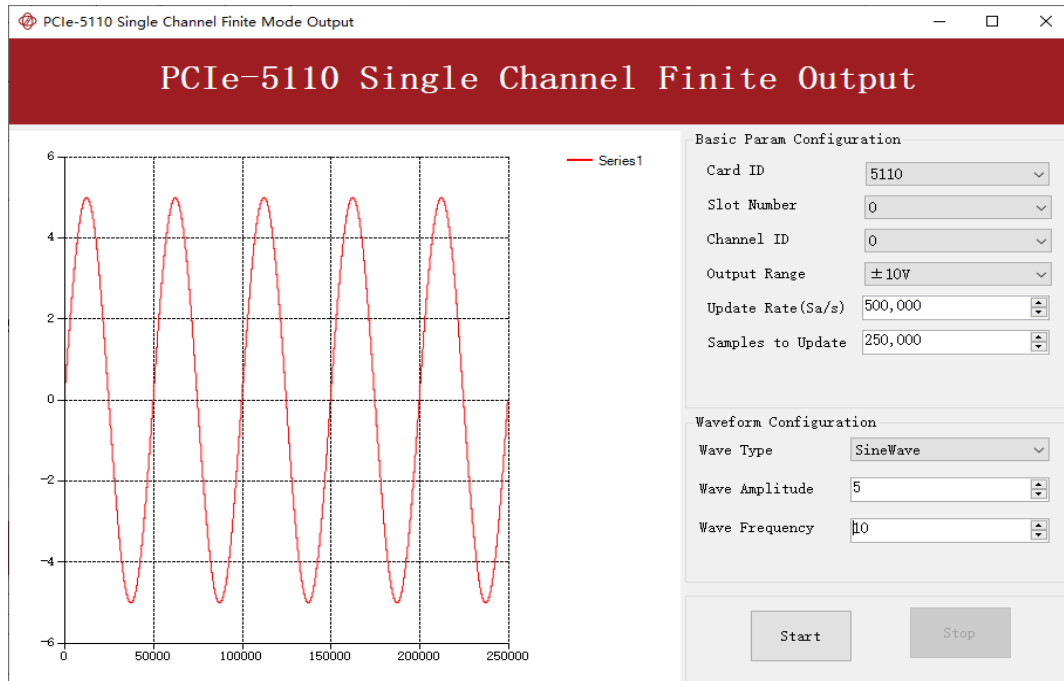 PCIe-5110 Single Channel Finite Mode Output
PCIe-5110 Single Channel Finite Output
6
4
2
0
−2
−4
−6
0 50000 100000 150000 200000 250000
Series1
Basic Param Configuration
Card ID 5110
Slot Number 0
Channel ID 0
Output Range ±10V
Update Rate(Sa/s) 500,000
Samples to Update 250,000
Waveform Configuration
Wave Type SineWave
Wave Amplitude 5
Wave Frequency 10
Start Stop